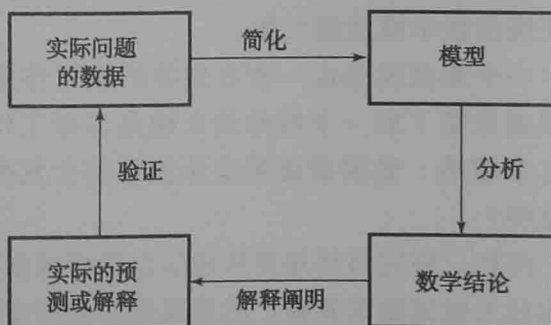 实际问题
的数据
简化
模型
验证
分析
实际的预
测或解释
解释阐明
数学结论